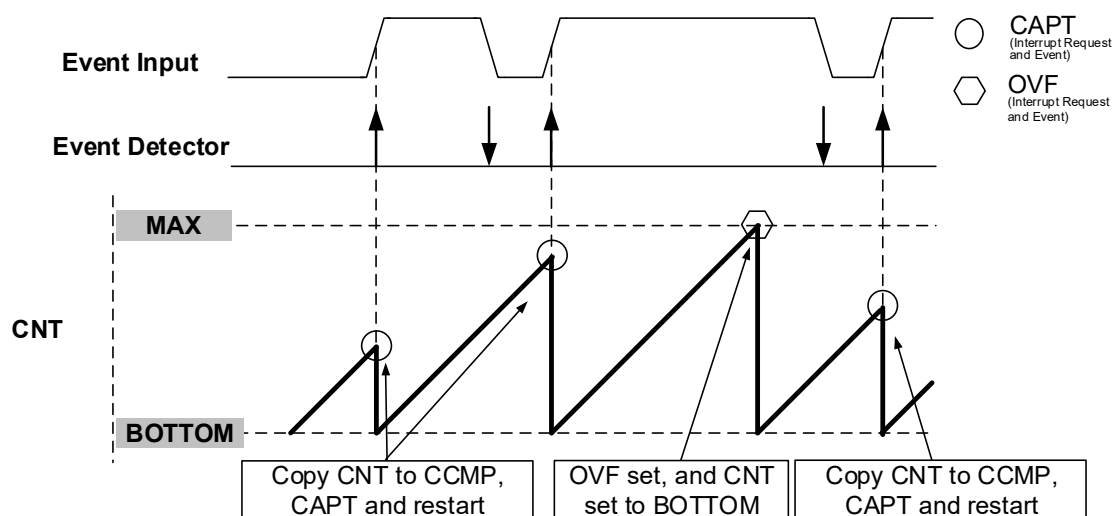 CAPT
(Interrupt Request
and Event)
Event Input
OVF
(Interrupt Request
and Event)
Event Detector
MAX
CNT
BOTTOM
Copy CNT to CCMP,
CAPT and restart
OVF set, and CNT
set to BOTTOM
Copy CNT to CCMP,
CAPT and restart